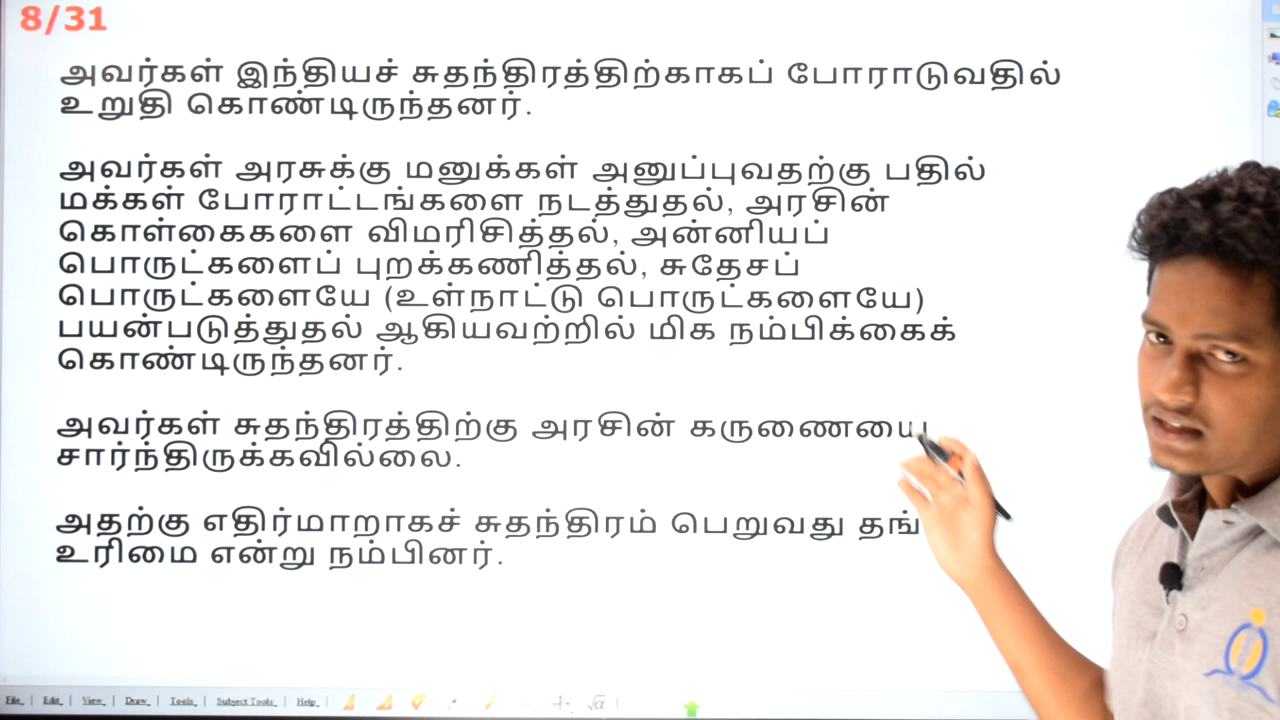 8/31
அவர்கள் இந்தியச் சுதந்திரத்திற்காகப் போராடுவதில்
உறுதி கொண்டிருந்தனர்.
அவர்கள் அரசுக்கு மனுக்கள் அனுப்புவதற்கு பதில்
மக்கள் போராட்டங்களை நடத்துதல், அரசின்
கொள்கைகளை விமரிசித்தல், அன்னியப்
பொருட்களைப் புறக்கணித்தல், சுதேசப்
பொருட்களையே (உள்நாட்டு பொருட்களையே)
பயன்படுத்துதல் ஆகியவற்றில் மிக நம்பிக்கைக்
கொண்டிருந்தனர்.
அவர்கள் சுதந்திரத்திற்கு அரசின் கருணையை
சார்ந்திருக்கவில்லை.
அதற்கு எதிர்மாறாகச் சுதந்திரம் பெறுவது தங்
உரிமை என்று நம்பினர்.
File Edit View Draw Tools Subject Tools Help